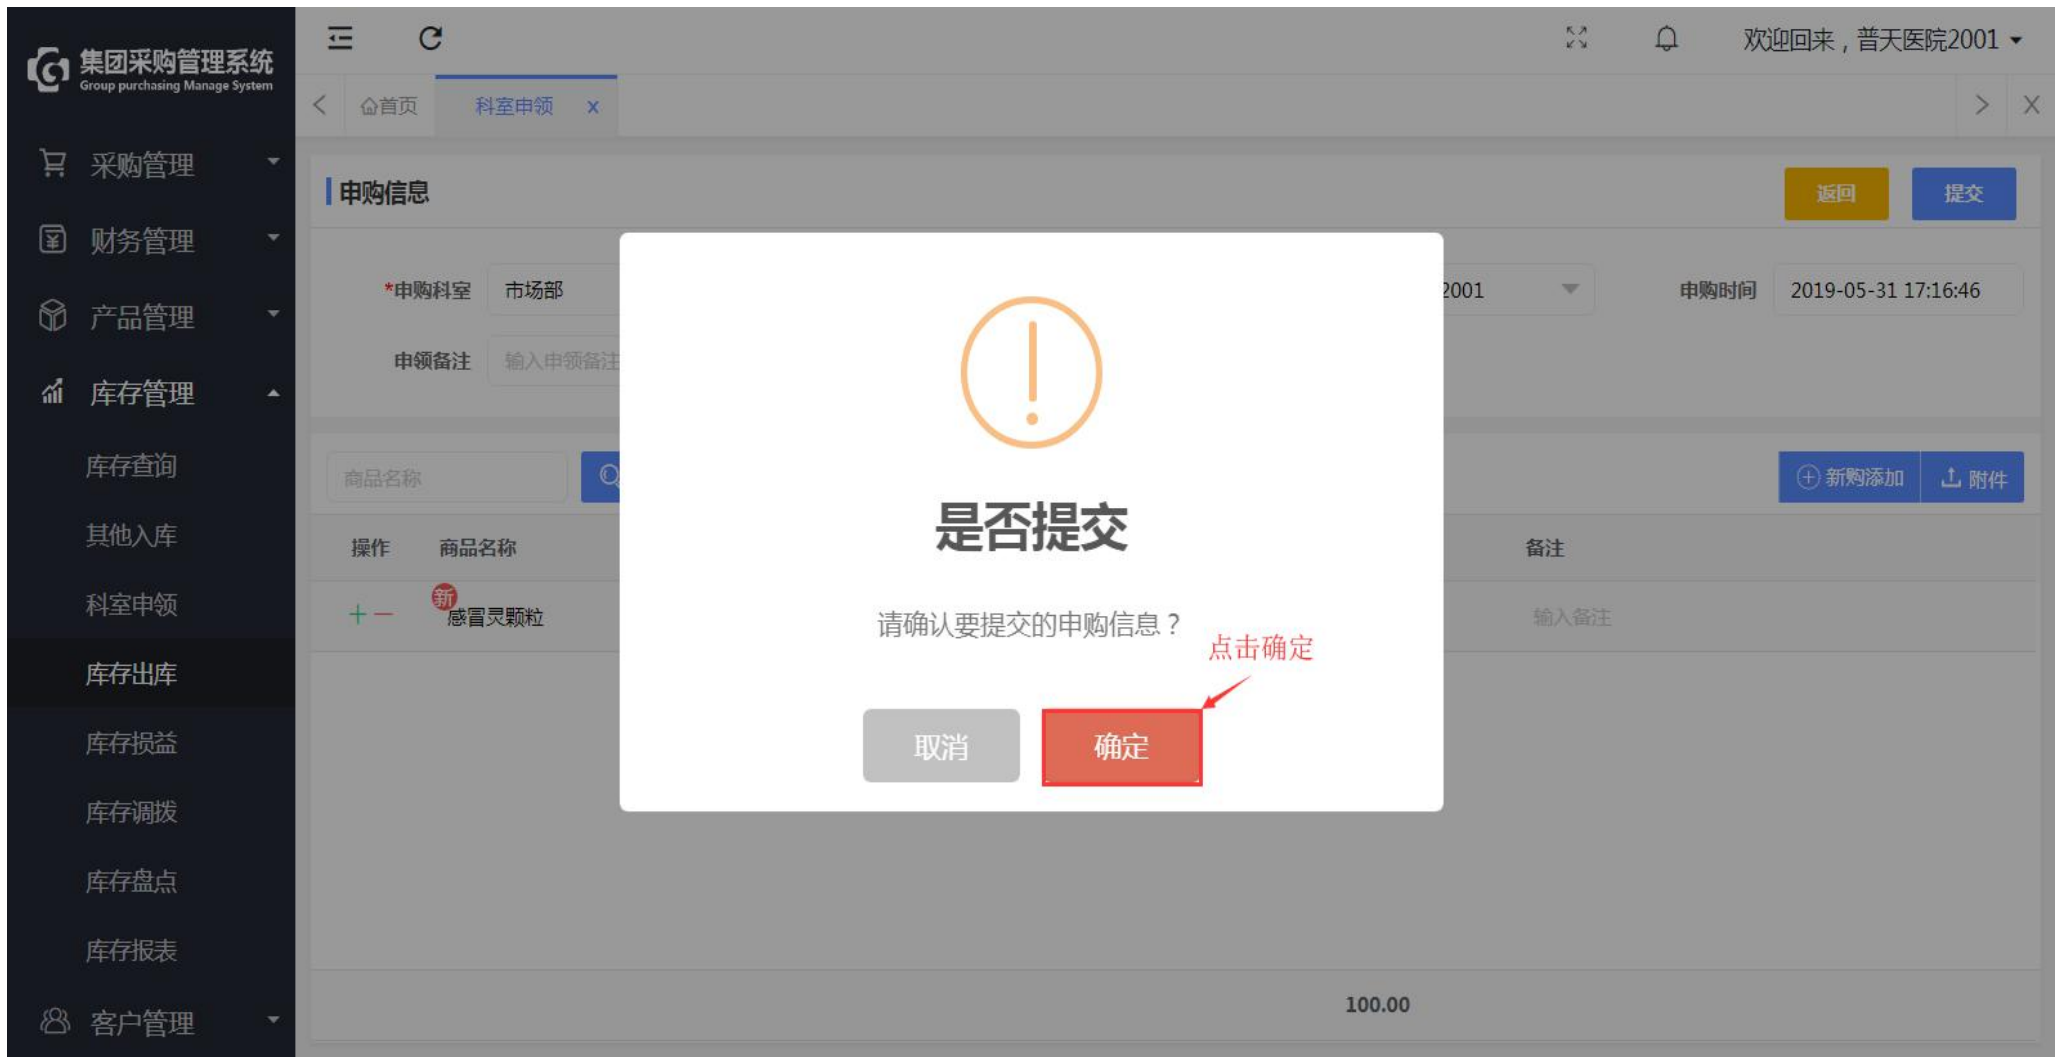 集团采购管理系统
Group purchasing Manage System
欢迎回来，普天医院2001
首页
科室申领 x
X
采购管理
财务管理
产品管理
库存管理
库存查询
其他入库
科室申领
库存出库
库存损益
库存调拨
库存盘点
库存报表
客户管理
申购信息
返回
提交
*申购科室 市场部
2001
申购时间 2019-05-31 17:16:46
申领备注 输入申领备注
商品名称
新购添加
附件
操作 商品名称 备注
新
感冒灵颗粒
输入备注
100.00
是否提交
请确认要提交的申购信息？
点击确定
取消
确定